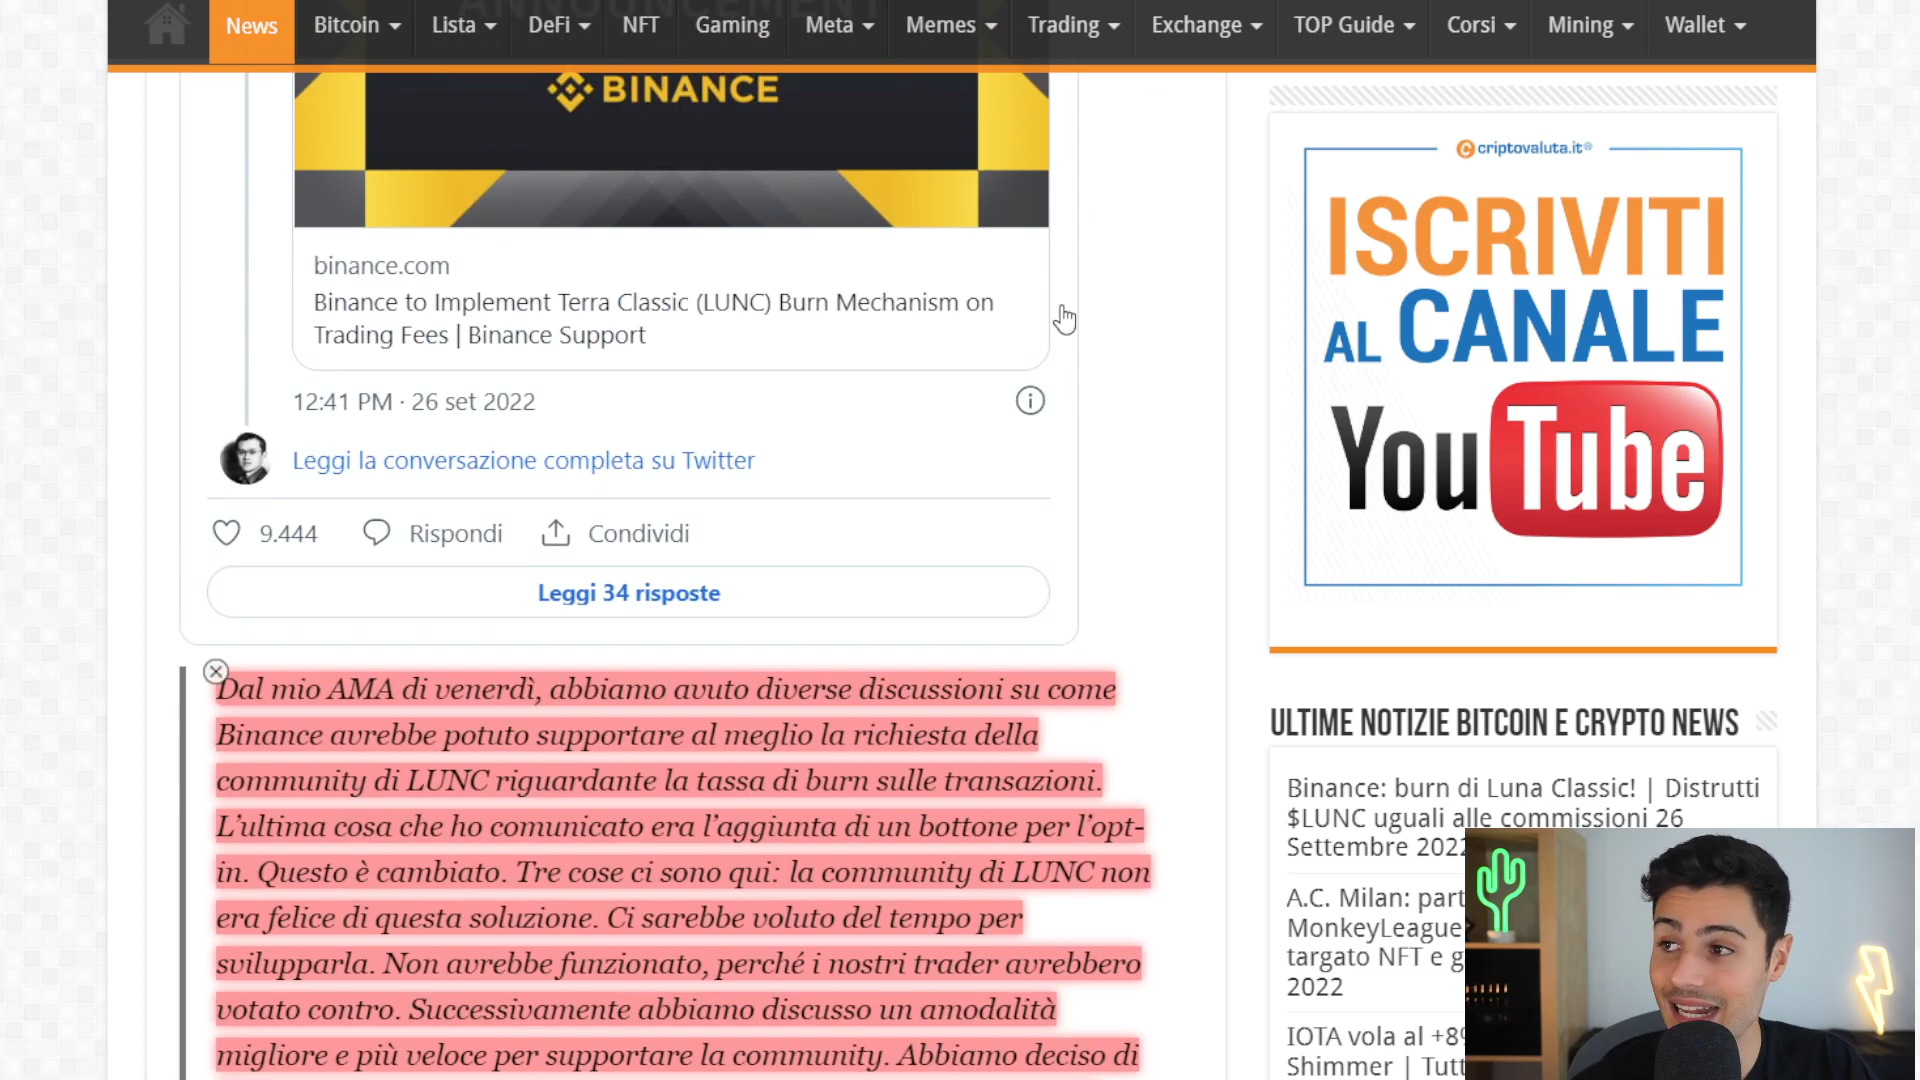 ANNOUNCEMENT
News
Bitcoin
Lista
DeFi
NFT
Gaming
Meta
Memes
Trading
Exchange
TOP Guide
Corsi
Mining
Wallet
BINANCE
binance.com
Binance to Implement Terra Classic (LUNC) Burn Mechanism on
Trading Fees | Binance Support
12:41 PM · 26 set 2022
Leggi la conversazione completa su Twitter
9.444
Rispondi
Condividi
Leggi 34 risposte
Dal mio AMA di venerdì, abbiamo avuto diverse discussioni su come
Binance avrebbe potuto supportare al meglio la richiesta della
community di LUNC riguardante la tassa di burn sulle transazioni.
L’ultima cosa che ho comunicato era l’aggiunta di un bottone per l’opt-
in. Questo è cambiato. Tre cose ci sono qui: la community di LUNC non
era felice di questa soluzione. Ci sarebbe voluto del tempo per
svilupparla. Non avrebbe funzionato, perché i nostri trader avrebbero
votato contro. Successivamente abbiamo discusso un amodalità
migliore e più veloce per supportare la community. Abbiamo deciso di
criptovaluta.it®
ISCRIVITI
AL CANALE
YouTube
ULTIME NOTIZIE BITCOIN E CRYPTO NEWS
Binance: burn di Luna Classic! | Distrutti
$LUNC uguali alle commissioni 26
Settembre 2022
A.C. Milan: part
MonkeyLeague
targato NFT e g
2022
IOTA vola al +89
Shimmer | Tutt